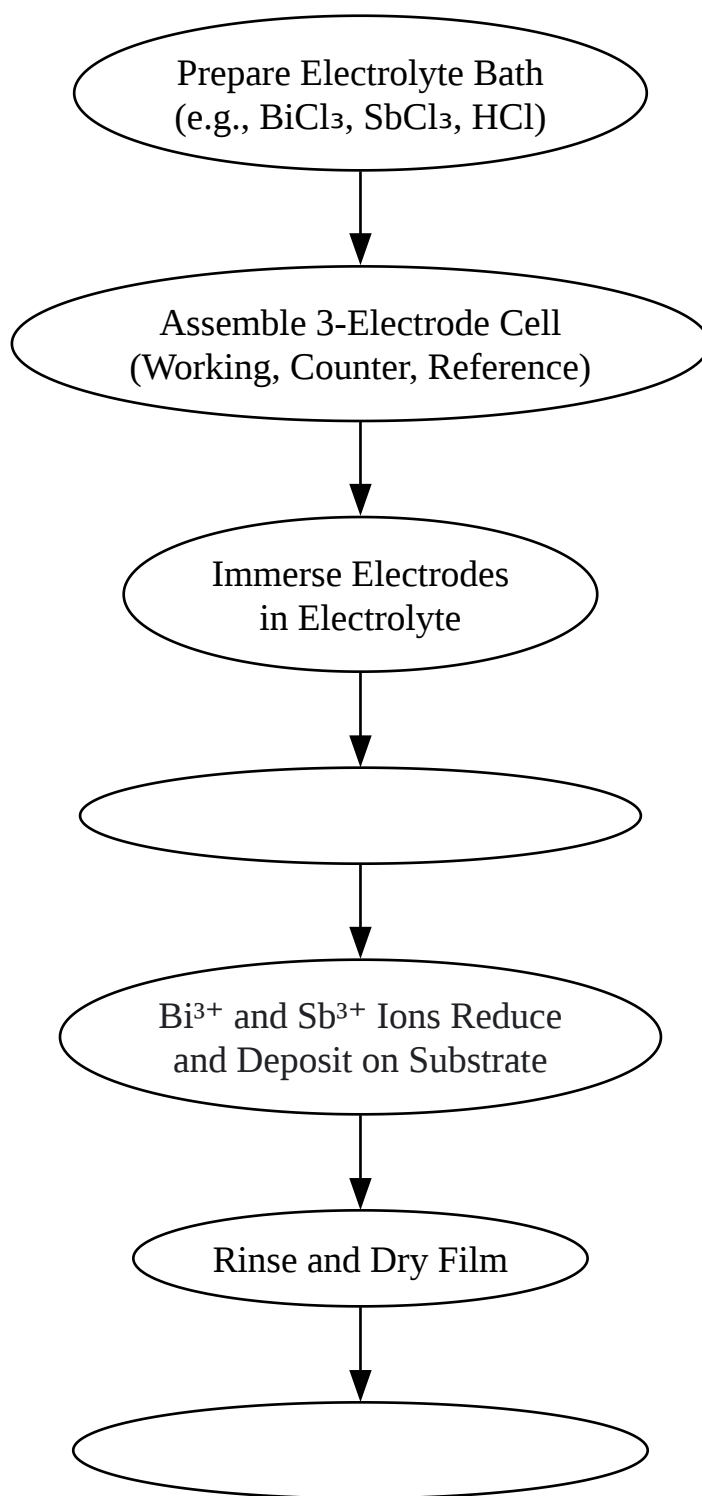 Prepare Electrolyte Bath
(e.g., BiCl₃, SbCl₃, HCl)
Assemble 3-Electrode Cell
(Working, Counter, Reference)
Immerse Electrodes
in Electrolyte
Bi³⁺ and Sb³⁺ Ions Reduce
and Deposit on Substrate
Rinse and Dry Film